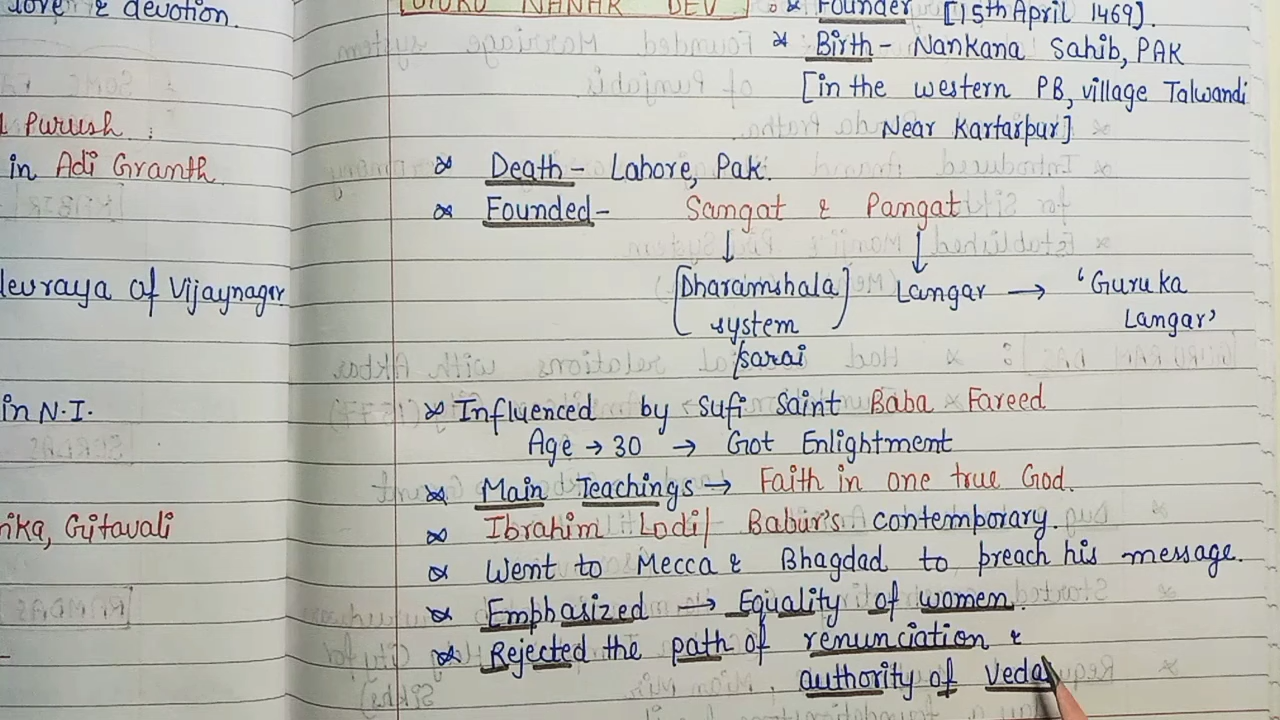 love & devotion.
Purush
in Adi Granth
devraya of Vijaynagar
in N.I.
Gitavali
GURU NANAK DEV
* Founder [15th April 1469].
* Birth - Nankana Sahib, PAK
[in the western PB, village Talwandi
Near Kartarpur]
* Death - Lahore, Pak.
* Founded - Sangat & Pangat
↓ ↓
[Dharamshala system /sarai] Langar → 'Guru ka Langar'
* Influenced by Sufi Saint Baba Fareed
Age → 30 → Got Enlightment
* Main Teachings → Faith in one true God.
* Ibrahim Lodi/ Babur's contemporary.
* Went to Mecca & Bhagdad to preach his message.
* Emphasized → Equality of women.
* Rejected the path of renunciation &
authority of Veda